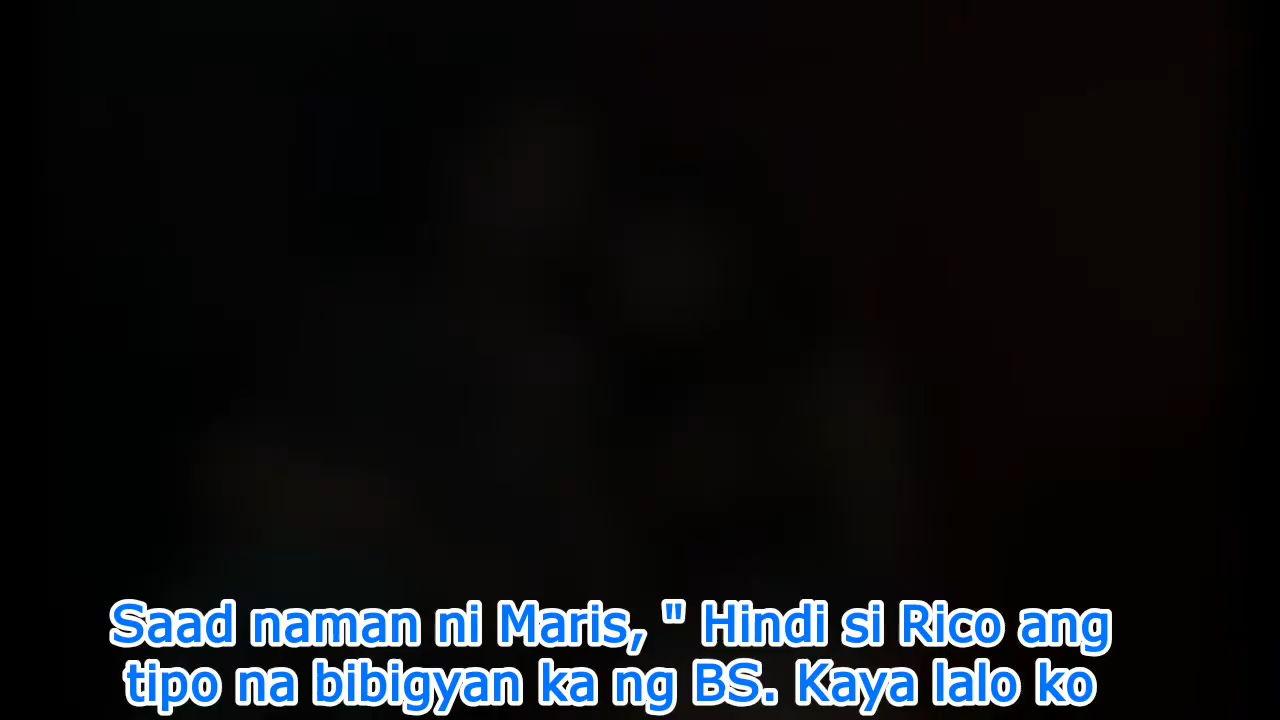 Saad naman ni Maris, " Hindi si Rico ang
tipo na bibigyan ka ng BS. Kaya lalo ko